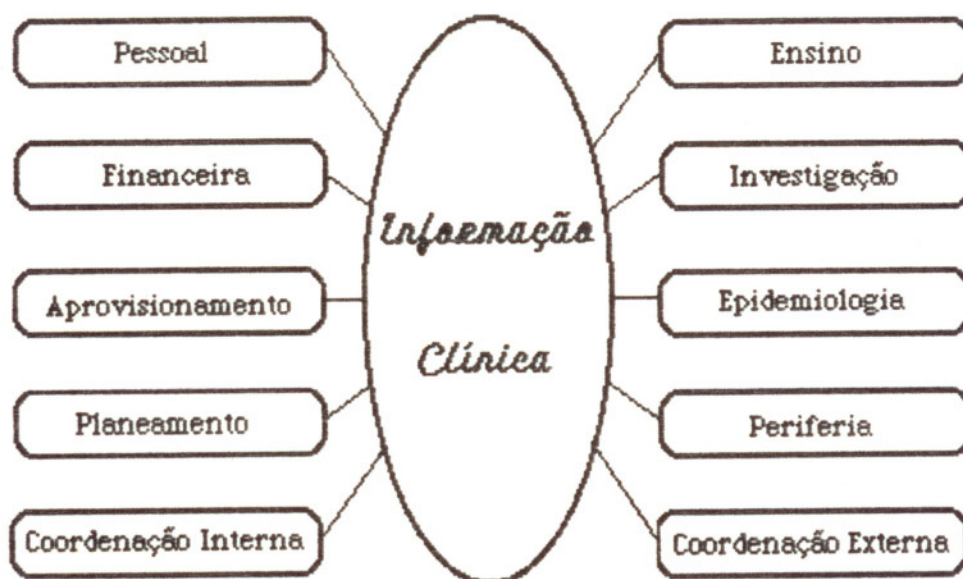 Pessoal
Financeira
Aprovisionamento
Planeamento
Coordenação Interna
Informação
Clínica
Ensino
Investigação
Epidemiologia
Periferia
Coordenação Externa